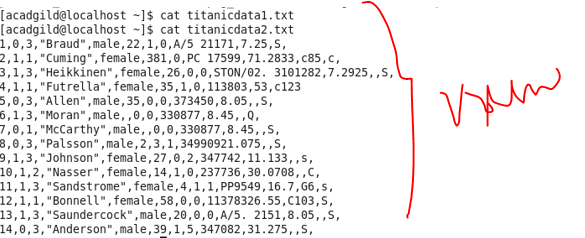 [acadgild@localhost ~]$ cat titanicdata1.txt
[acadgild@localhost ~]$ cat titanicdata2.txt
1,0,3,"Braud",male,22,1,0,A/5 21171,7.25,S,
2,1,1,"Cuming",female,381,0,PC 17599,71.2833,c85,c,
3,1,3,"Heikkinen",female,26,0,0,STON/02. 3101282,7.2925,,S,
4,1,1,"Futrella",female,35,1,0,113803,53,c123
5,0,3,"Allen",male,35,0,0,373450,8.05,,S,
6,1,3,"Moran",male,,0,0,330877,8.45,,Q,
7,0,1,"McCarthy",male,,0,0,330877,8.45,,S,
8,0,3,"Palsson",male,2,3,1,34990921.075,,S,
9,1,3,"Johnson",female,27,0,2,347742,11.133,,s,
10,1,2,"Nasser",female,14,1,0,237736,30.0708,,C,
11,1,3,"Sandstrome",female,4,1,1,PP9549,16.7,G6,s,
12,1,1,"Bonnell",female,58,0,0,11378326.55,C103,S,
13,1,3,"Saundercock",male,20,0,0,A/5. 2151,8.05,,S,
14,0,3,"Anderson",male,39,1,5,347082,31.275,,S,